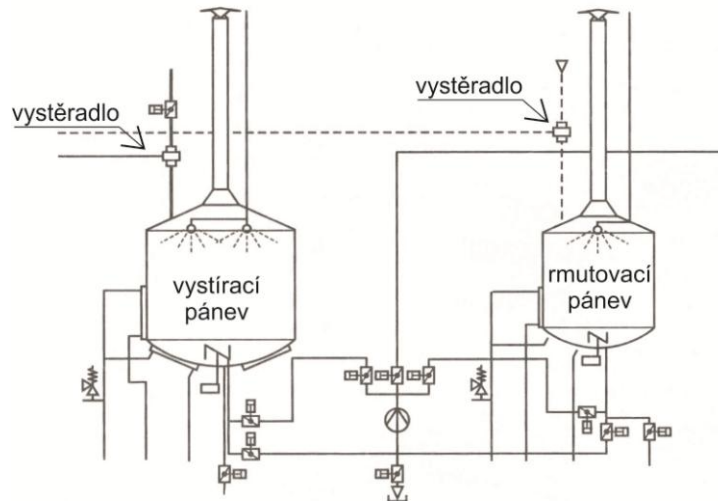 vystěradlo
vystěradlo
vystírací
pánev
rmutovací
pánev